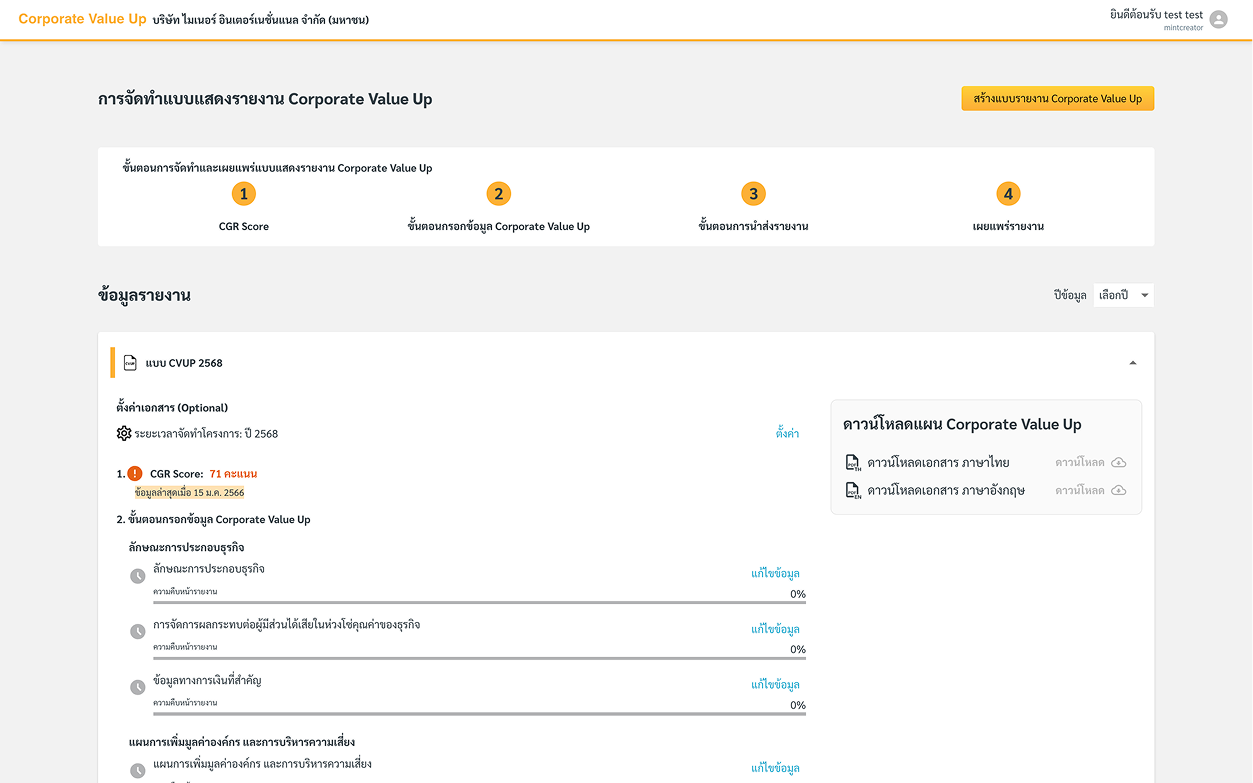 Corporate Value Up บริษัท ไมเนอร์ อินเตอร์เนชั่นแนล จำกัด (มหาชน)
ยินดีต้อนรับ test test
mintcreator
การจัดทำแบบแสดงรายงาน Corporate Value Up
สร้างแบบรายงาน Corporate Value Up
ขั้นตอนการจัดทำและเผยแพร่แบบแสดงรายงาน Corporate Value Up
1 2 3 4
CGR Score ขั้นตอนกรอกข้อมูล Corporate Value Up ขั้นตอนการนำส่งรายงาน เผยแพร่รายงาน
ข้อมูลรายงาน
ปีข้อมูล เลือกปี
CVUP แบบ CVUP 2568
ตั้งค่าเอกสาร (Optional)
ระยะเวลาจัดทำโครงการ: ปี 2568 ตั้งค่า
1. ! CGR Score: 71 คะแนน
ข้อมูลล่าสุดเมื่อ 15 ม.ค. 2566
2. ขั้นตอนกรอกข้อมูล Corporate Value Up
ลักษณะการประกอบธุรกิจ
ลักษณะการประกอบธุรกิจ แก้ไขข้อมูล
ความคืบหน้ารายงาน 0%
การจัดการผลกระทบต่อผู้มีส่วนได้เสียในห่วงโซ่คุณค่าของธุรกิจ แก้ไขข้อมูล
ความคืบหน้ารายงาน 0%
ข้อมูลทางการเงินที่สำคัญ แก้ไขข้อมูล
ความคืบหน้ารายงาน 0%
แผนการเพิ่มมูลค่าองค์กร และการบริหารความเสี่ยง
แผนการเพิ่มมูลค่าองค์กร และการบริหารความเสี่ยง แก้ไขข้อมูล
ดาวน์โหลดแผน Corporate Value Up
PDF TH ดาวน์โหลดเอกสาร ภาษาไทย ดาวน์โหลด
PDF EN ดาวน์โหลดเอกสาร ภาษาอังกฤษ ดาวน์โหลด